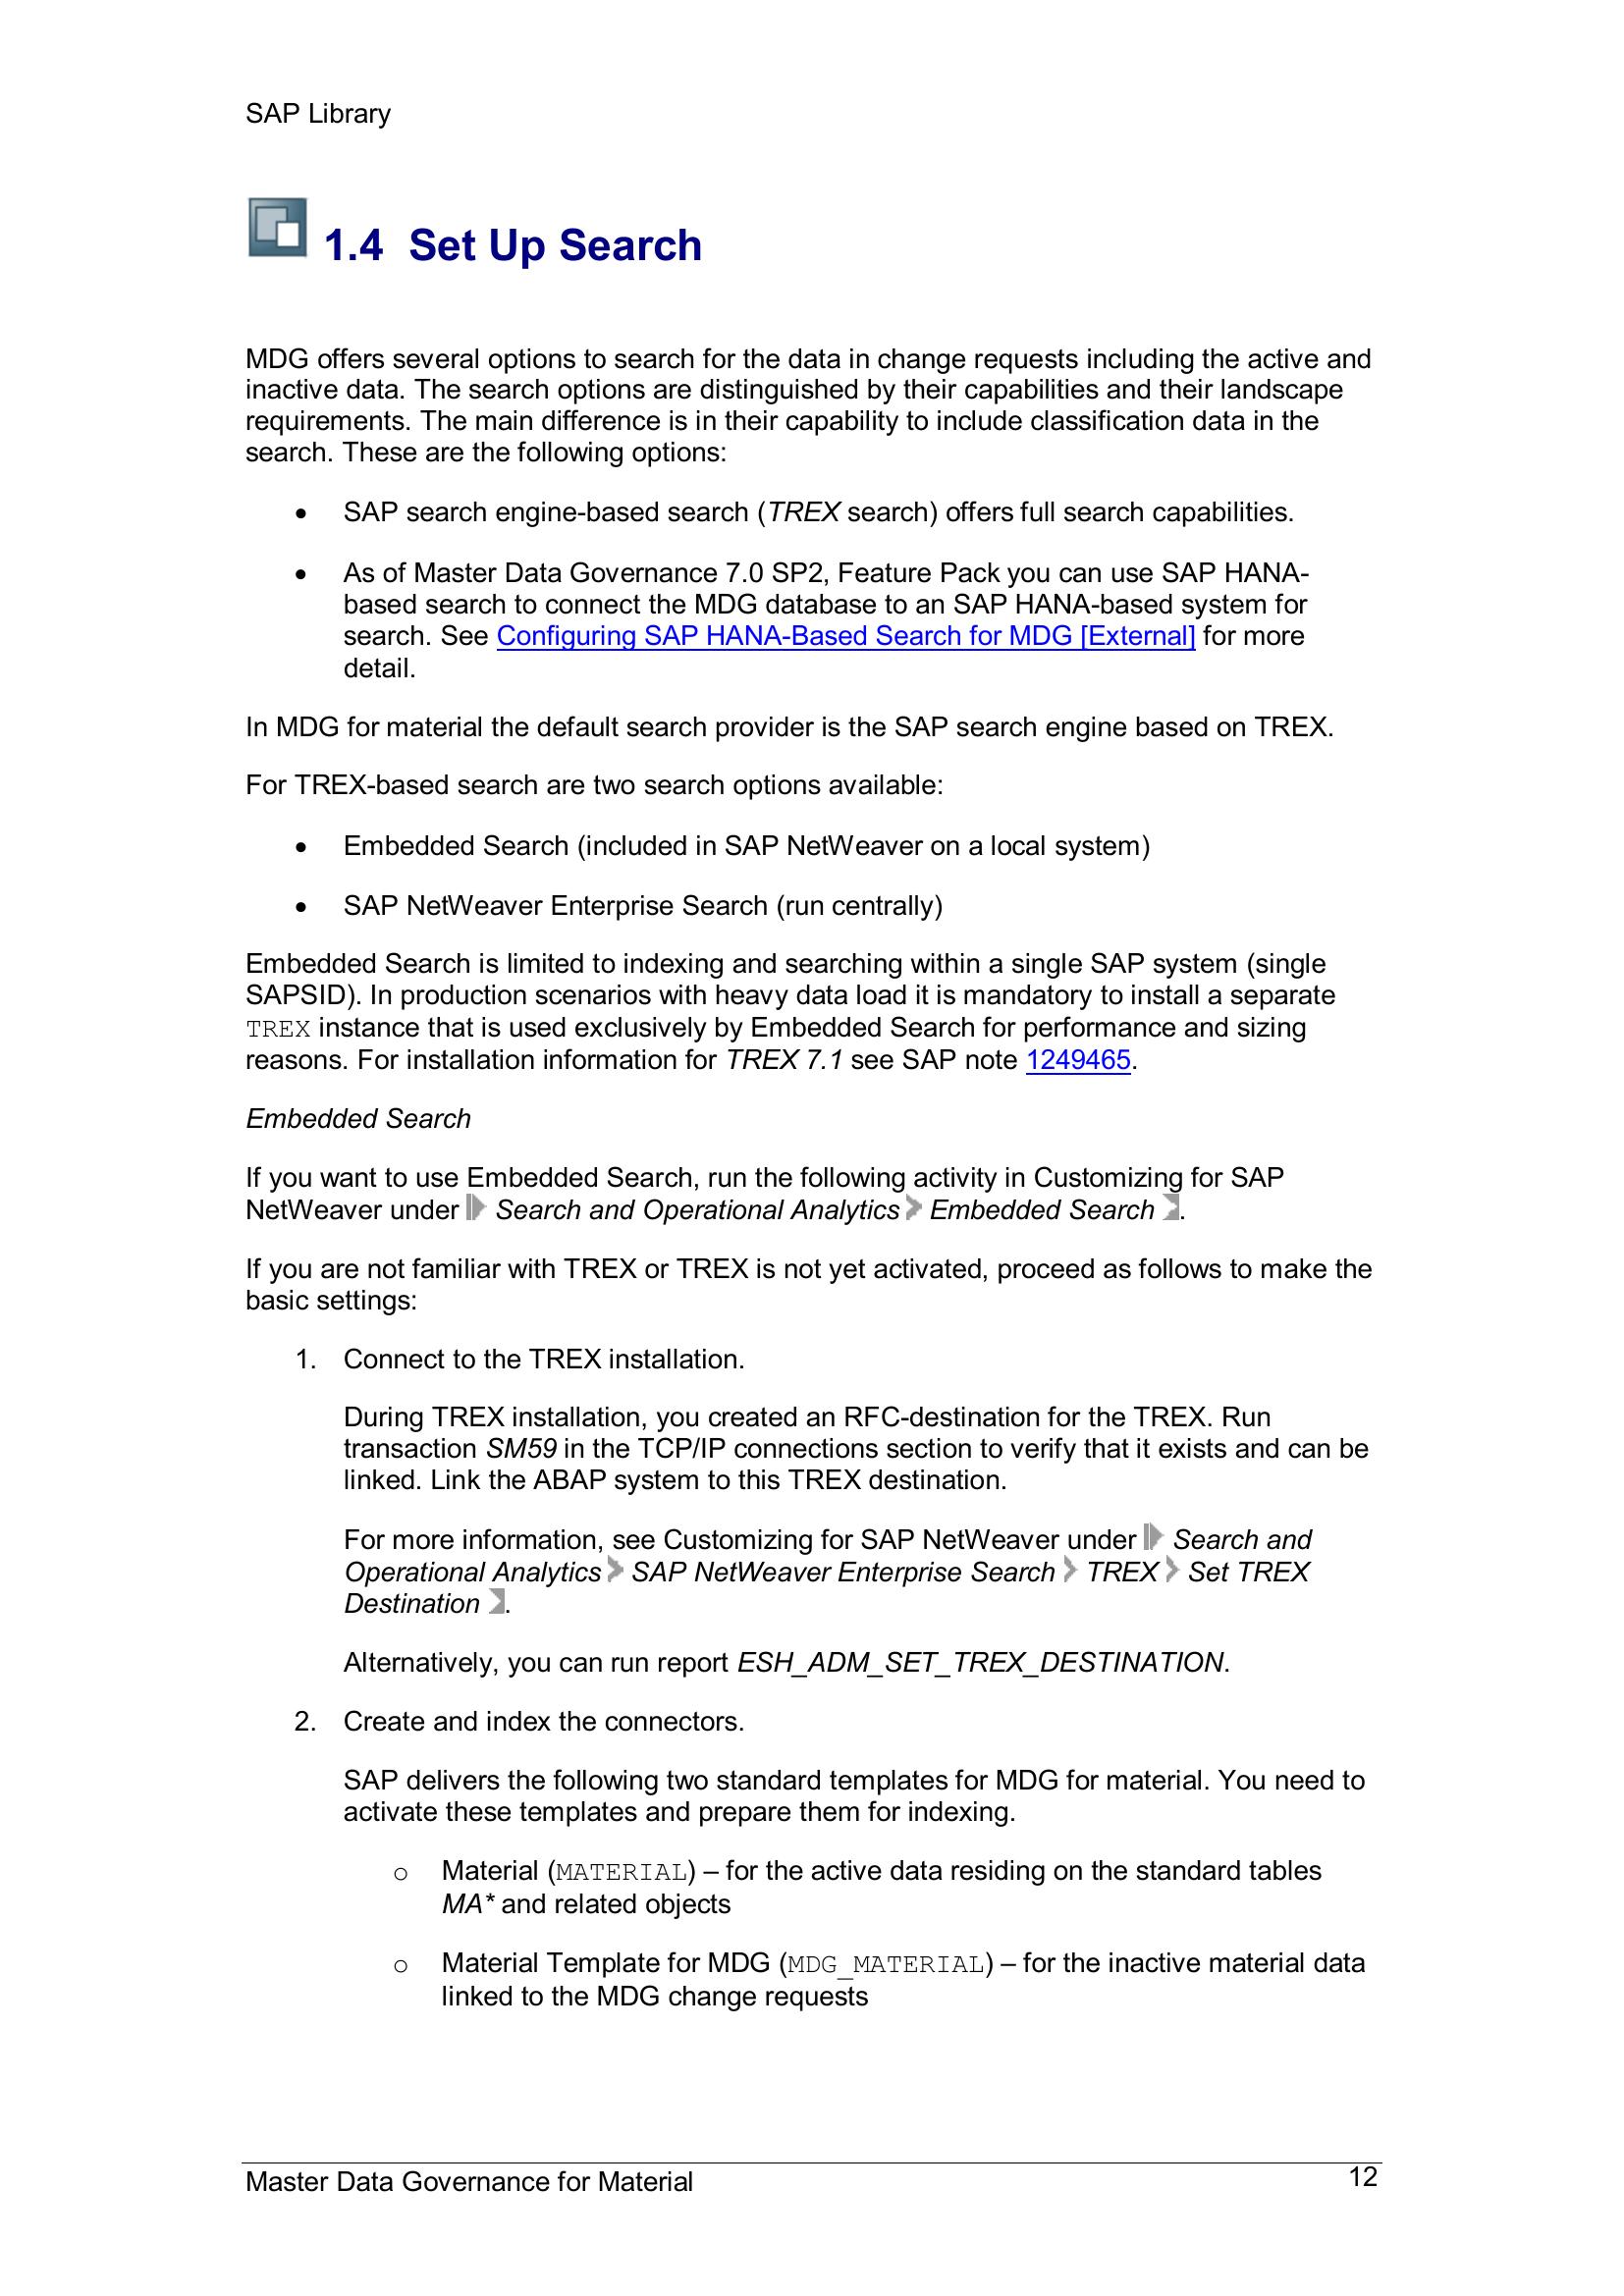 SAP Library
1.4 Set Up Search
MDG offers several options to search for the data in change requests including the active and
inactive data. The search options are distinguished by their capabilities and their landscape
requirements. The main difference is in their capability to include classification data in the
search. These are the following options:
• SAP search engine-based search (TREX search) offers full search capabilities.
• As of Master Data Governance 7.0 SP2, Feature Pack you can use SAP HANA-
based search to connect the MDG database to an SAP HANA-based system for
search. See Configuring SAP HANA-Based Search for MDG [External] for more
detail.
In MDG for material the default search provider is the SAP search engine based on TREX.
For TREX-based search are two search options available:
• Embedded Search (included in SAP NetWeaver on a local system)
• SAP NetWeaver Enterprise Search (run centrally)
Embedded Search is limited to indexing and searching within a single SAP system (single
SAPSID). In production scenarios with heavy data load it is mandatory to install a separate
TREX instance that is used exclusively by Embedded Search for performance and sizing
reasons. For installation information for TREX 7.1 see SAP note 1249465.
Embedded Search
If you want to use Embedded Search, run the following activity in Customizing for SAP
NetWeaver under Search and Operational Analytics Embedded Search .
If you are not familiar with TREX or TREX is not yet activated, proceed as follows to make the
basic settings:
1. Connect to the TREX installation.
During TREX installation, you created an RFC-destination for the TREX. Run
transaction SM59 in the TCP/IP connections section to verify that it exists and can be
linked. Link the ABAP system to this TREX destination.
For more information, see Customizing for SAP NetWeaver under Search and
Operational Analytics SAP NetWeaver Enterprise Search TREX Set TREX
Destination .
Alternatively, you can run report ESH_ADM_SET_TREX_DESTINATION.
2. Create and index the connectors.
SAP delivers the following two standard templates for MDG for material. You need to
activate these templates and prepare them for indexing.
o Material (MATERIAL) – for the active data residing on the standard tables
MA* and related objects
o Material Template for MDG (MDG_MATERIAL) – for the inactive material data
linked to the MDG change requests
Master Data Governance for Material 12